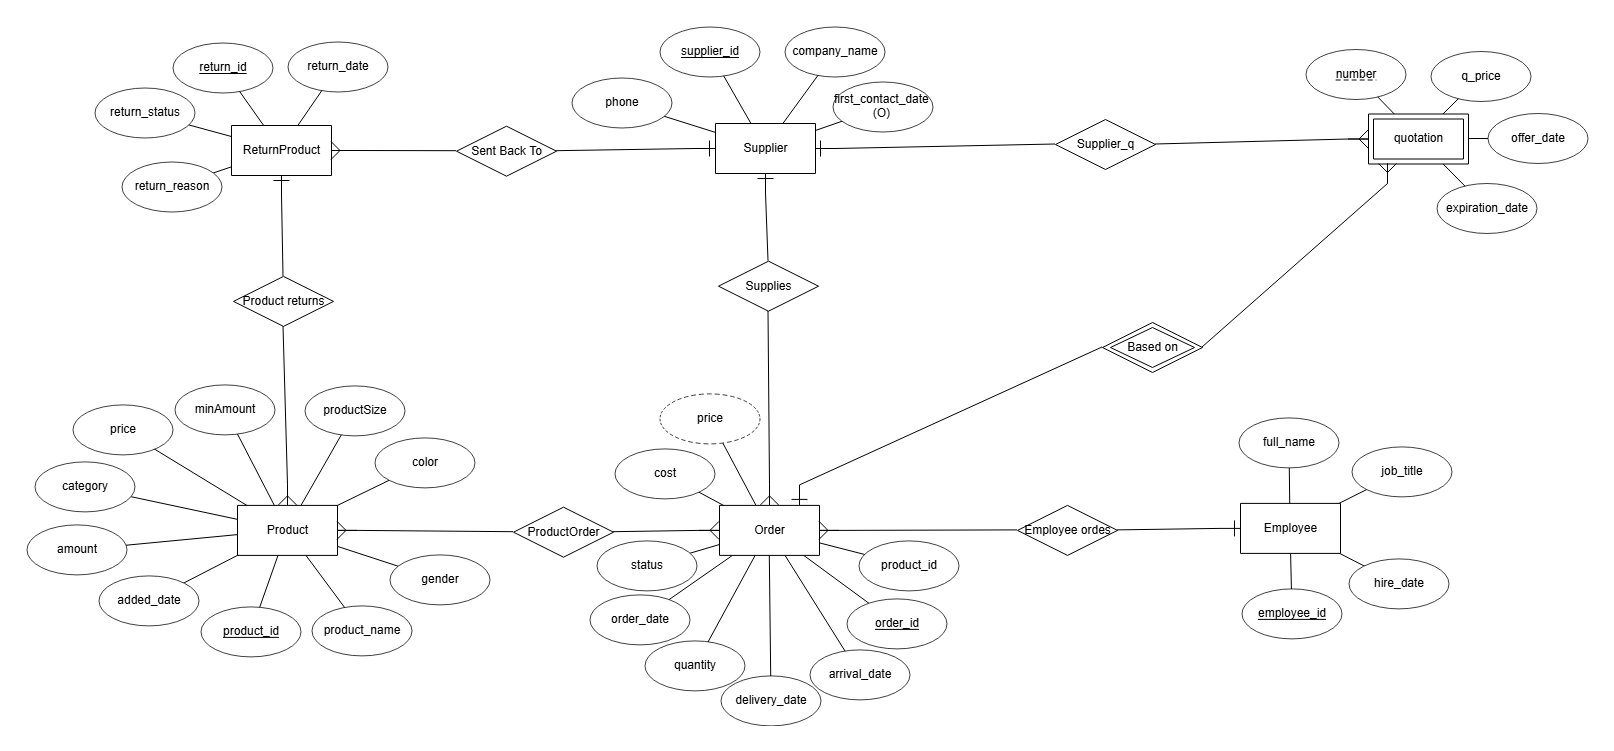 return_id
return_date
return_status
return_reason
ReturnProduct
Sent Back To
supplier_id
company_name
phone
first_contact_date
(O)
Supplier
Supplier_q
number
q_price
quotation
offer_date
expiration_date
Product returns
Supplies
Based on
minAmount
productSize
price
color
category
amount
Product
added_date
product_id
product_name
gender
ProductOrder
price
cost
Order
status
product_id
order_date
order_id
quantity
arrival_date
delivery_date
Employee ordes
full_name
job_title
Employee
hire_date
employee_id